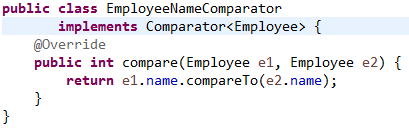 public class EmployeeNameComparator
        implements Comparator<Employee> {
    @Override
    public int compare(Employee e1, Employee e2) {
        return e1.name.compareTo(e2.name);
    }
}